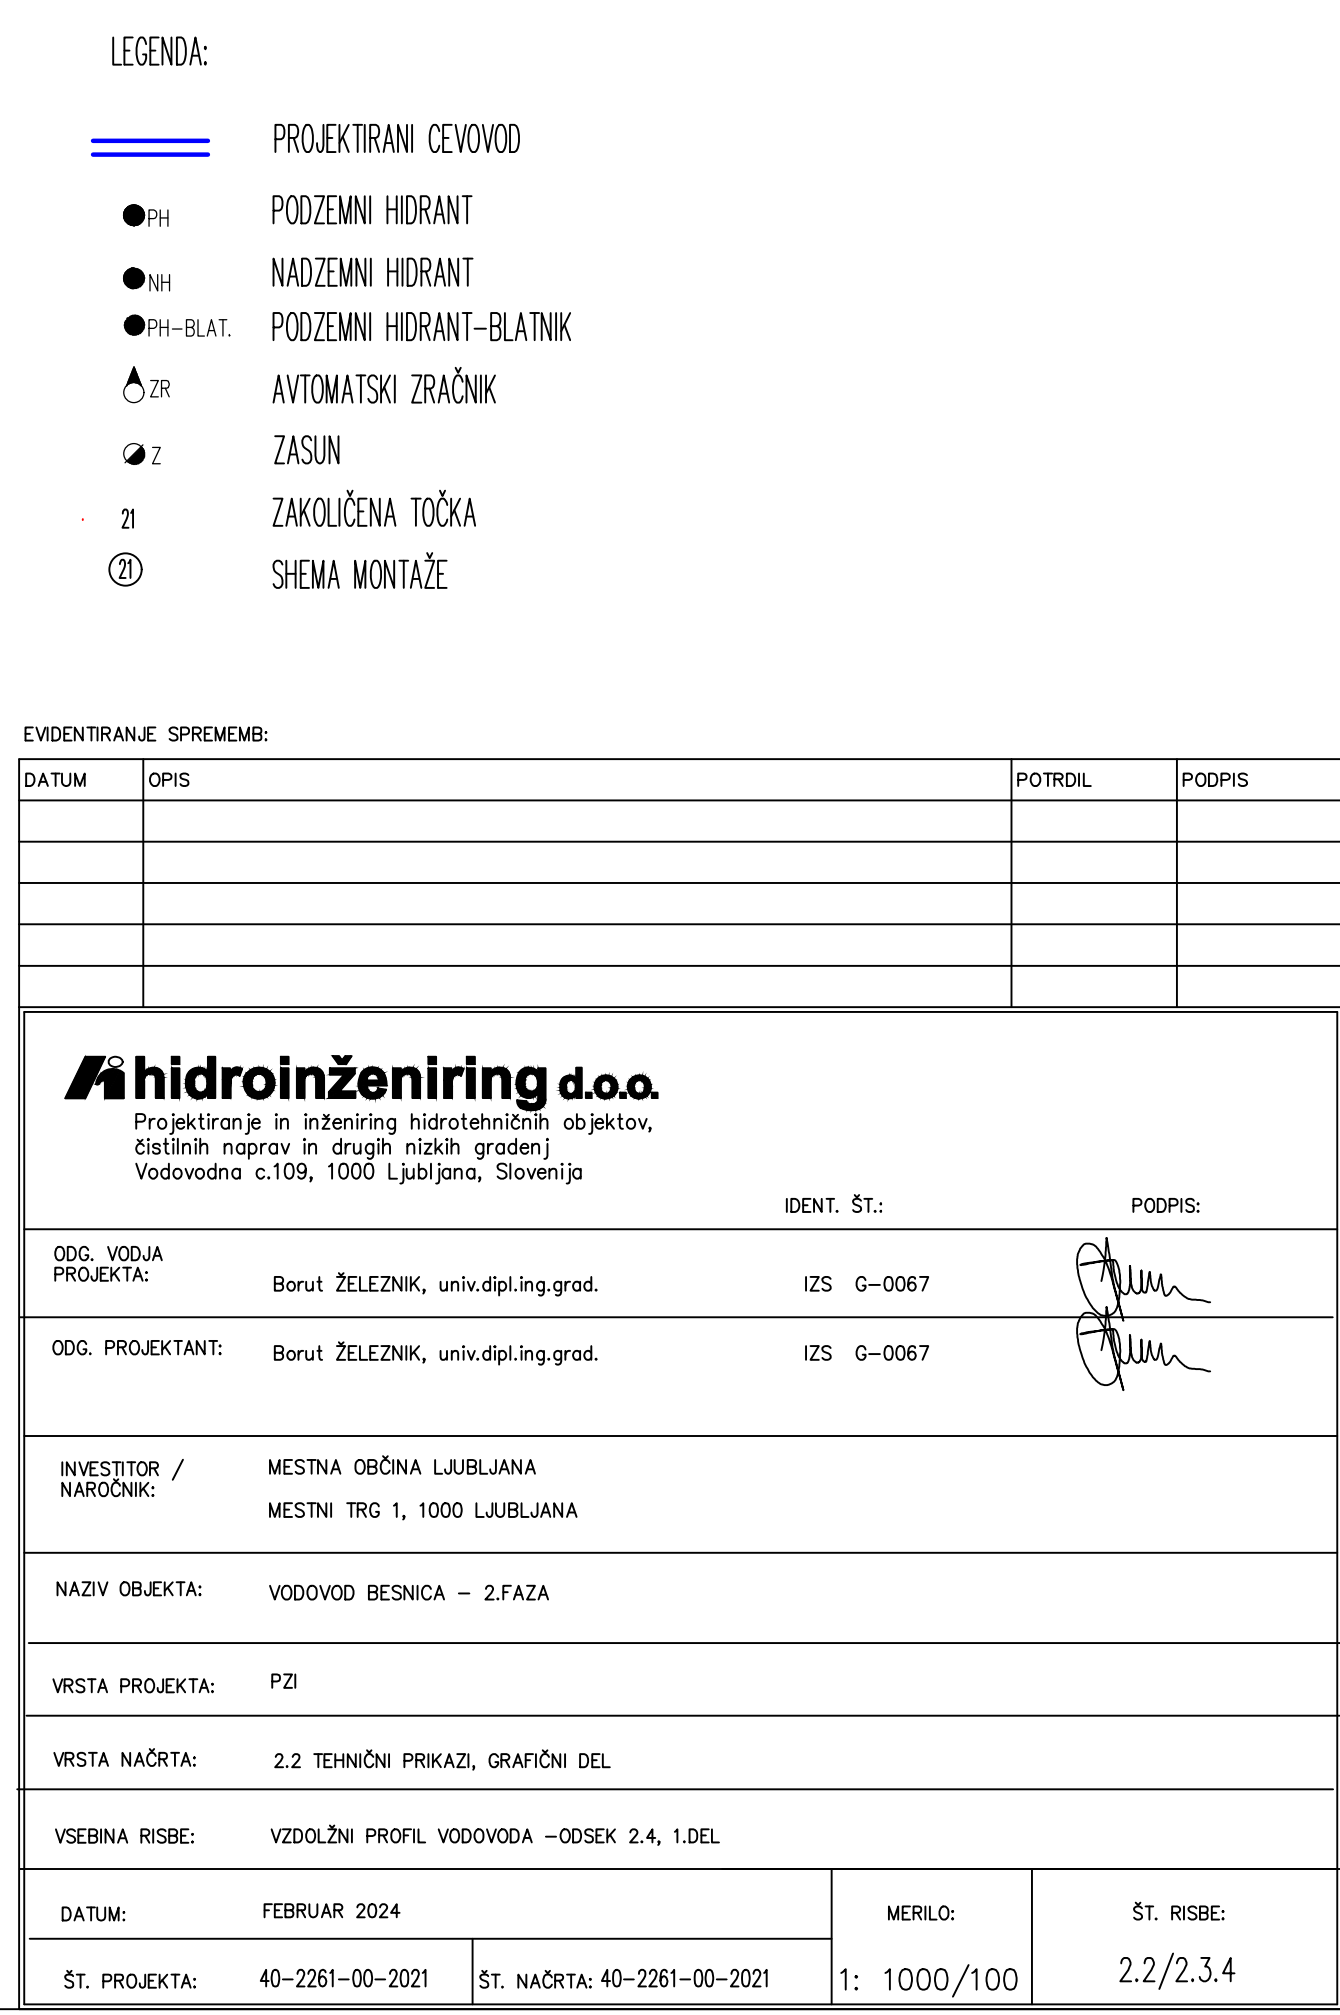 LEGENDA:
PROJEKTIRANI CEVOVOD
PH PODZEMNI HIDRANT
NH NADZEMNI HIDRANT
PH-BLAT. PODZEMNI HIDRANT-BLATNIK
ZR AVTOMATSKI ZRAČNIK
Z ZASUN
21 ZAKOLIČENA TOČKA
21 SHEMA MONTAŽE
EVIDENTIRANJE SPREMEMB:
DATUM OPIS POTRDIL PODPIS
hidroinženiring d.o.o.
Projektiranje in inženiring hidrotehničnih objektov,
čistilnih naprav in drugih nizkih gradenj
Vodovodna c.109, 1000 Ljubljana, Slovenija
IDENT. ŠT.: PODPIS:
ODG. VODJA
PROJEKTA:
Borut ŽELEZNIK, univ.dipl.ing.grad. IZS G-0067
ODG. PROJEKTANT: Borut ŽELEZNIK, univ.dipl.ing.grad. IZS G-0067
INVESTITOR /
NAROČNIK:
MESTNA OBČINA LJUBLJANA
MESTNI TRG 1, 1000 LJUBLJANA
NAZIV OBJEKTA: VODOVOD BESNICA - 2.FAZA
VRSTA PROJEKTA: PZI
VRSTA NAČRTA: 2.2 TEHNIČNI PRIKAZI, GRAFIČNI DEL
VSEBINA RISBE: VZDOLŽNI PROFIL VODOVODA -ODSEK 2.4, 1.DEL
DATUM: FEBRUAR 2024
MERILO:
ŠT. RISBE:
ŠT. PROJEKTA: 40-2261-00-2021
ŠT. NAČRTA: 40-2261-00-2021
1: 1000/100
2.2/2.3.4